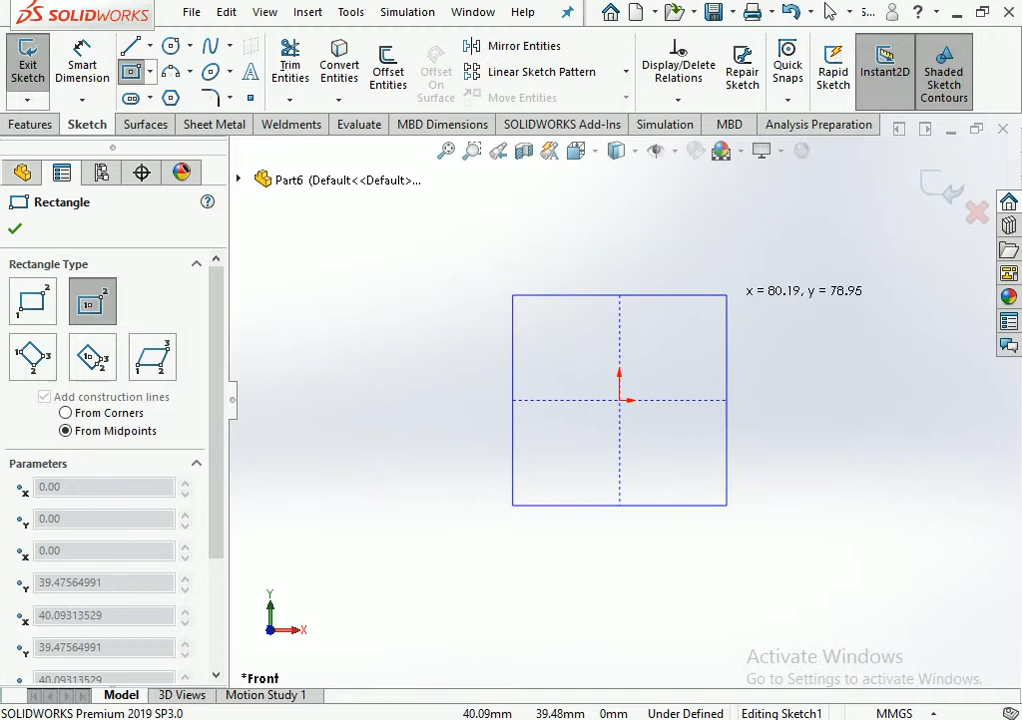 SOLIDWORKS File Edit View Insert Tools Simulation Window Help S... ?
Exit Sketch
Smart Dimension
Trim Entities
Convert Entities
Offset Entities
Offset On Surface
Mirror Entities
Linear Sketch Pattern
Move Entities
Display/Delete Relations
Repair Sketch
Quick Snaps
Rapid Sketch
Instant2D
Shaded Sketch Contours
Features Sketch Surfaces Sheet Metal Weldments Evaluate MBD Dimensions SOLIDWORKS Add-Ins Simulation MBD Analysis Preparation
Part6 (Default<<Default>...
Rectangle
Rectangle Type
Add construction lines
From Corners
From Midpoints
Parameters
0.00
0.00
0.00
39.47564991
40.09313529
39.47564991
40.09313529
x = 80.19, y = 78.95
Y
X
*Front
Activate Windows
Go to Settings to activate Windows.
Model 3D Views Motion Study 1
SOLIDWORKS Premium 2019 SP3.0 40.09mm 39.48mm 0mm Under Defined Editing Sketch1 MMGS